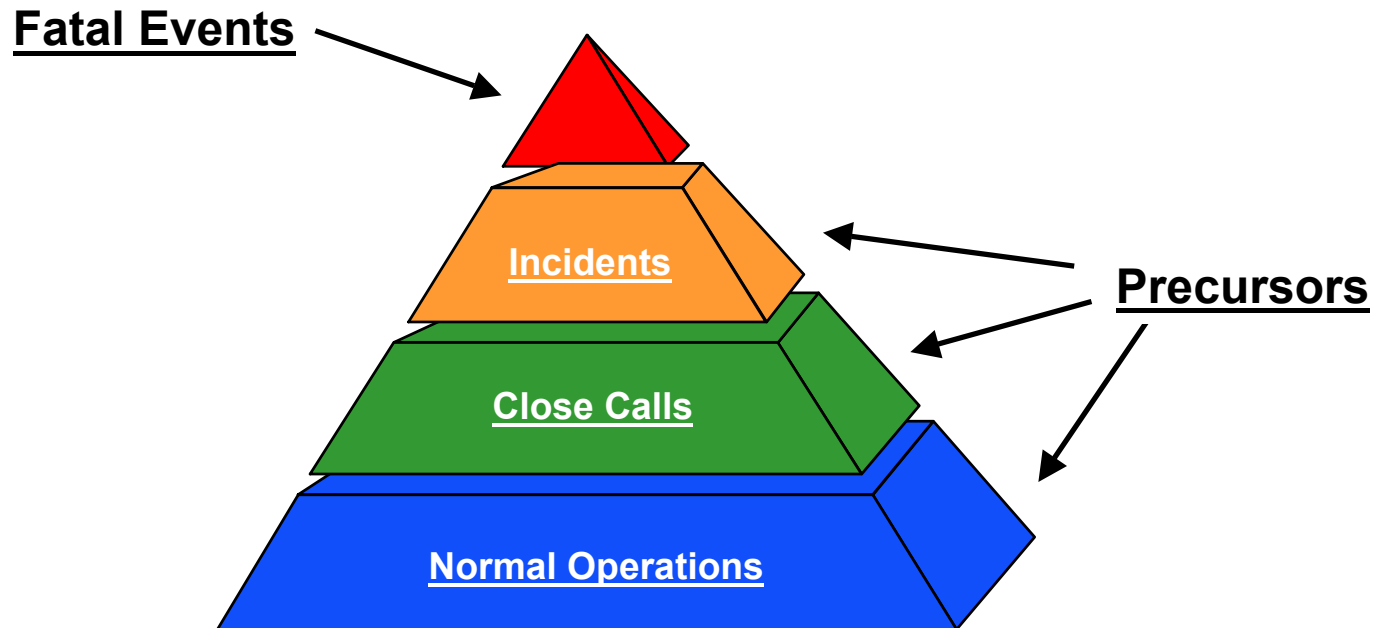 Fatal Events
Incidents
Precursors
Close Calls
Normal Operations